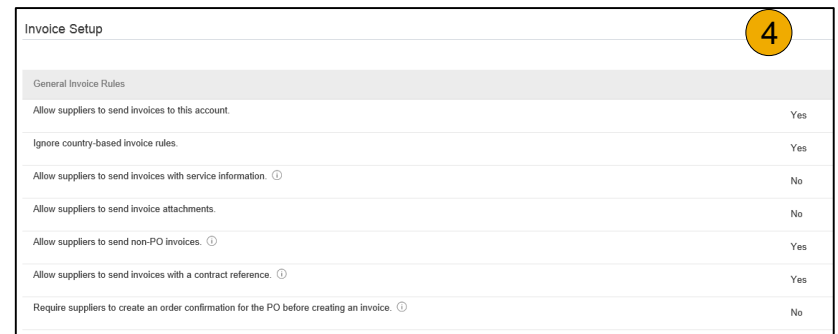 Invoice Setup
4
General Invoice Rules
Allow suppliers to send invoices to this account. Yes
Ignore country-based invoice rules. Yes
Allow suppliers to send invoices with service information. ⓘ No
Allow suppliers to send invoice attachments. No
Allow suppliers to send non-PO invoices. ⓘ Yes
Allow suppliers to send invoices with a contract reference. ⓘ Yes
Require suppliers to create an order confirmation for the PO before creating an invoice. ⓘ No